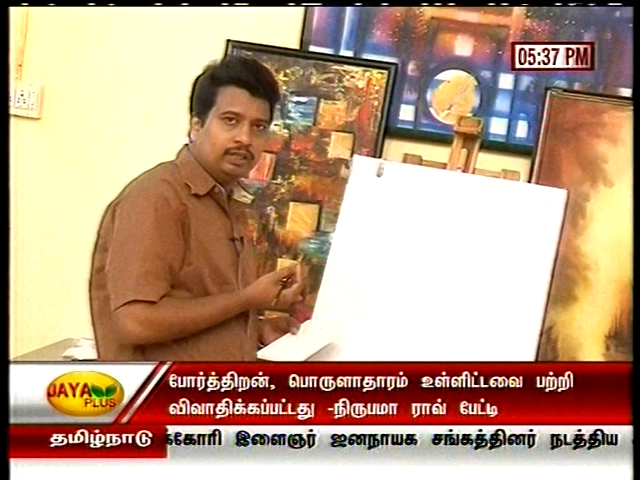 05:37 PM
போர்த்திறன், பொருளாதாரம் உள்ளிட்டவை பற்றி
JAYA
PLUS
விவாதிக்கப்பட்டது -நிருபமா ராவ் பேட்டி
தமிழ்நாடு க்கோரி இளைஞர் ஐனநாயக சங்கத்தினர் நடத்திய